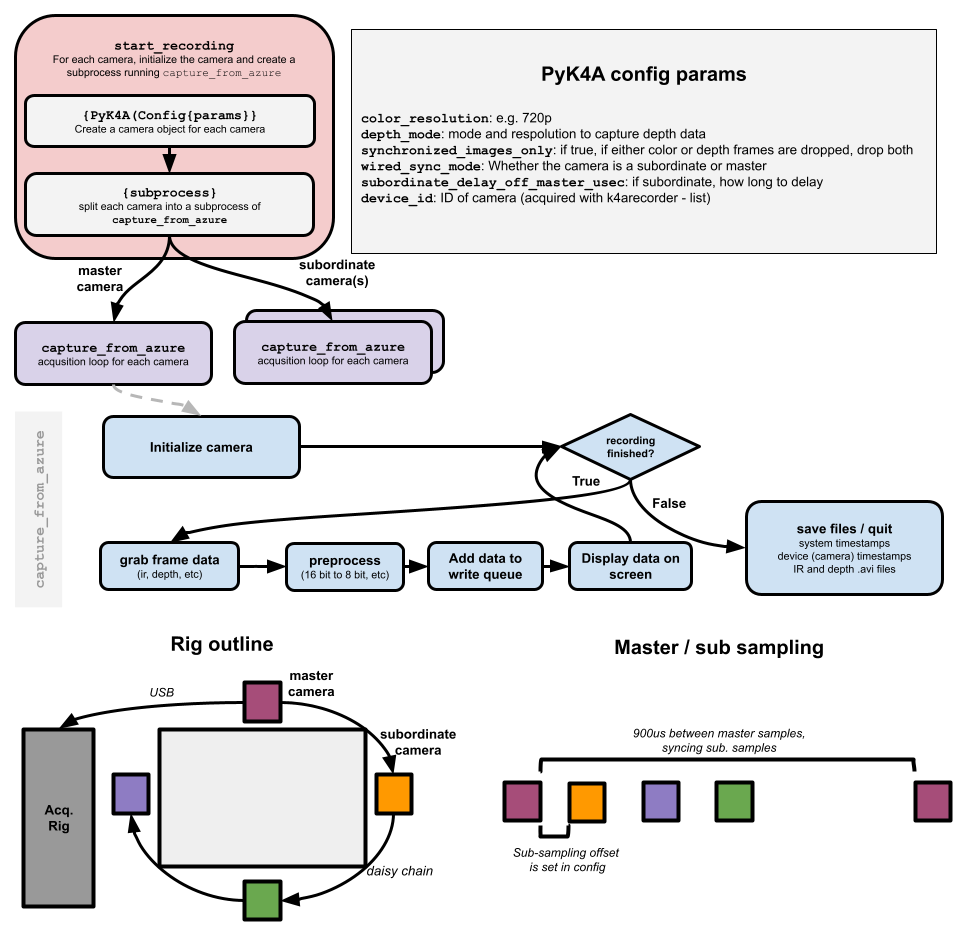 start_recording
For each camera, initialize the camera and create a
subprocess running capture_from_azure
{PyK4A(Config{params}}
Create a camera object for each camera
{subprocess}
split each camera into a subprocess of
capture_from_azure
PyK4A config params
color_resolution: e.g. 720p
depth_mode: mode and respolution to capture depth data
synchronized_images_only: if true, if either color or depth frames are dropped, drop both
wired_sync_mode: Whether the camera is a subordinate or master
subordinate_delay_off_master_usec: if subordinate, how long to delay
device_id: ID of camera (acquired with k4arecorder - list)
master
camera
subordinate
camera(s)
capture_from_azure
acqusition loop for each camera
capture_from_azure
acqusition loop for each camera
capture_from_azure
Initialize camera
recording
finished?
True
False
grab frame data
(ir, depth, etc)
preprocess
(16 bit to 8 bit, etc)
Add data to
write queue
Display data on
screen
save files / quit
system timestamps
device (camera) timestamps
IR and depth .avi files
Rig outline
master
camera
USB
subordinate
camera
Acq.
Rig
daisy chain
Master / sub sampling
900us between master samples,
syncing sub. samples
Sub-sampling offset
is set in config